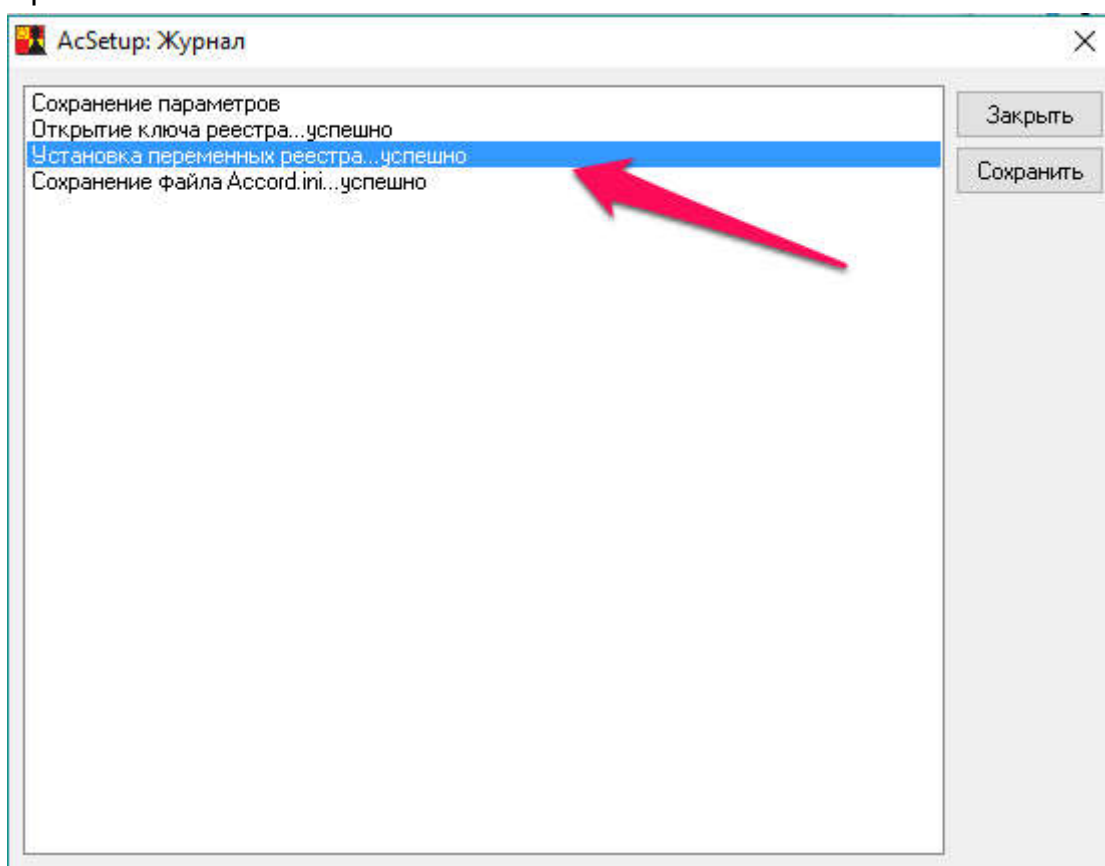 AcSetup: Журнал
Сохранение параметров
Открытие ключа реестра...успешно
Установка переменных реестра...успешно
Сохранение файла Accord.ini...успешно
Закрыть
Сохранить